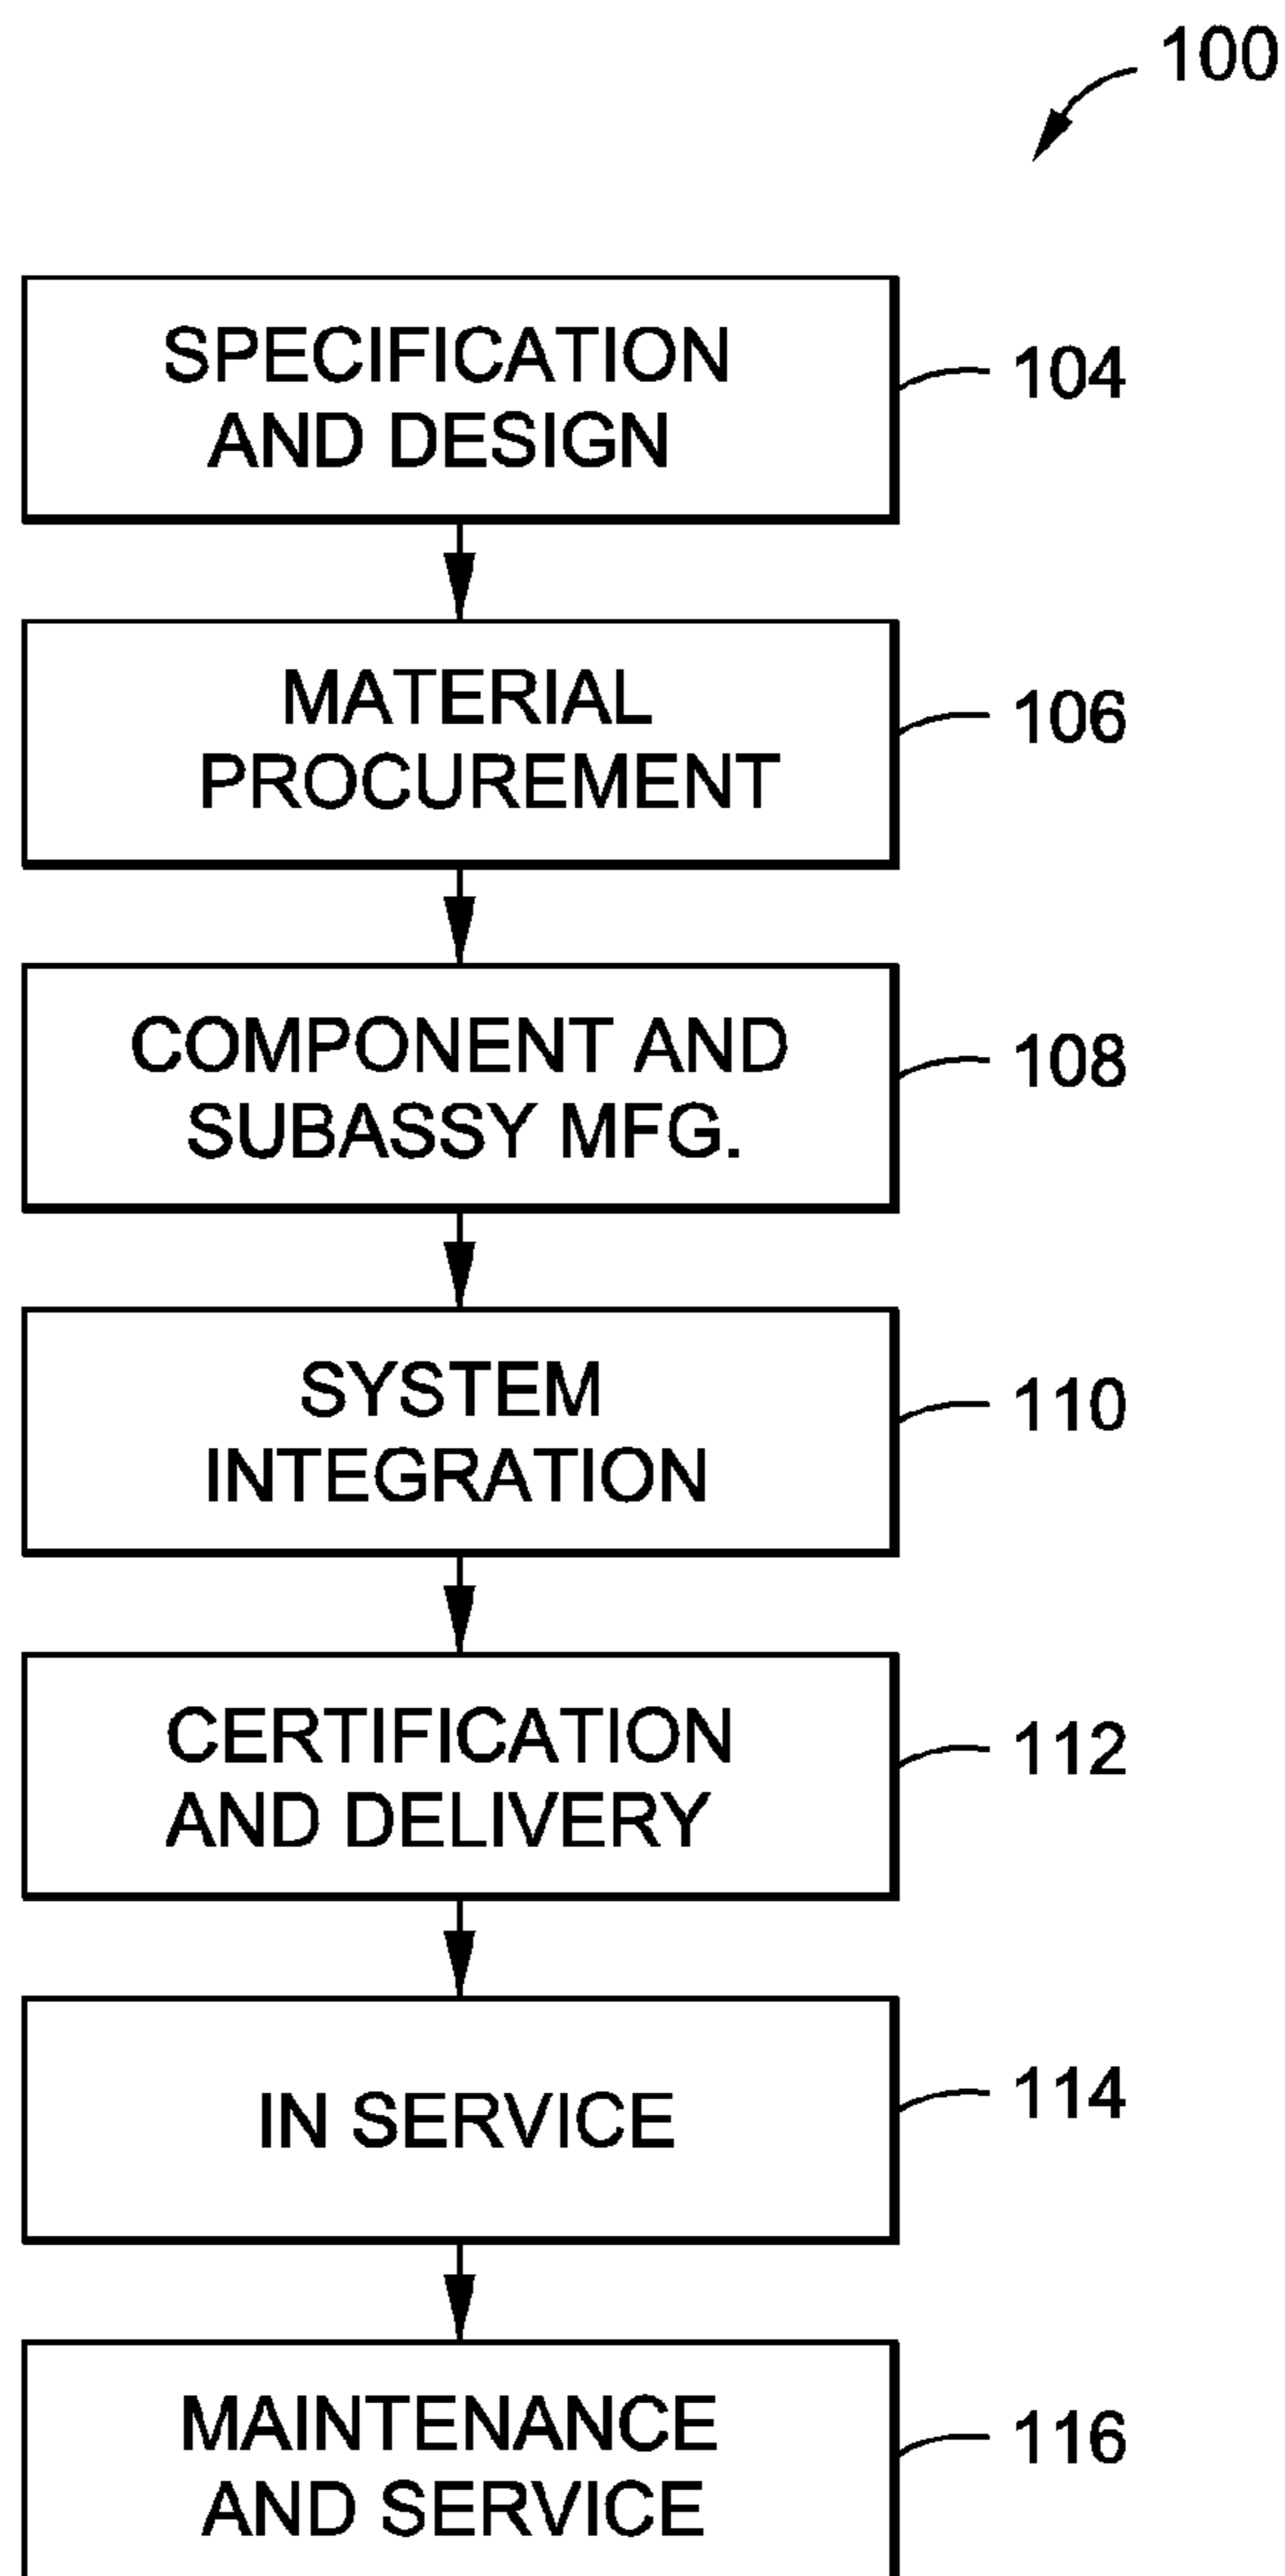 100
SPECIFICATION
AND DESIGN
104
MATERIAL
PROCUREMENT
106
COMPONENT AND
SUBASSY MFG.
108
SYSTEM
INTEGRATION
110
CERTIFICATION
AND DELIVERY
112
IN SERVICE
114
MAINTENANCE
AND SERVICE
116